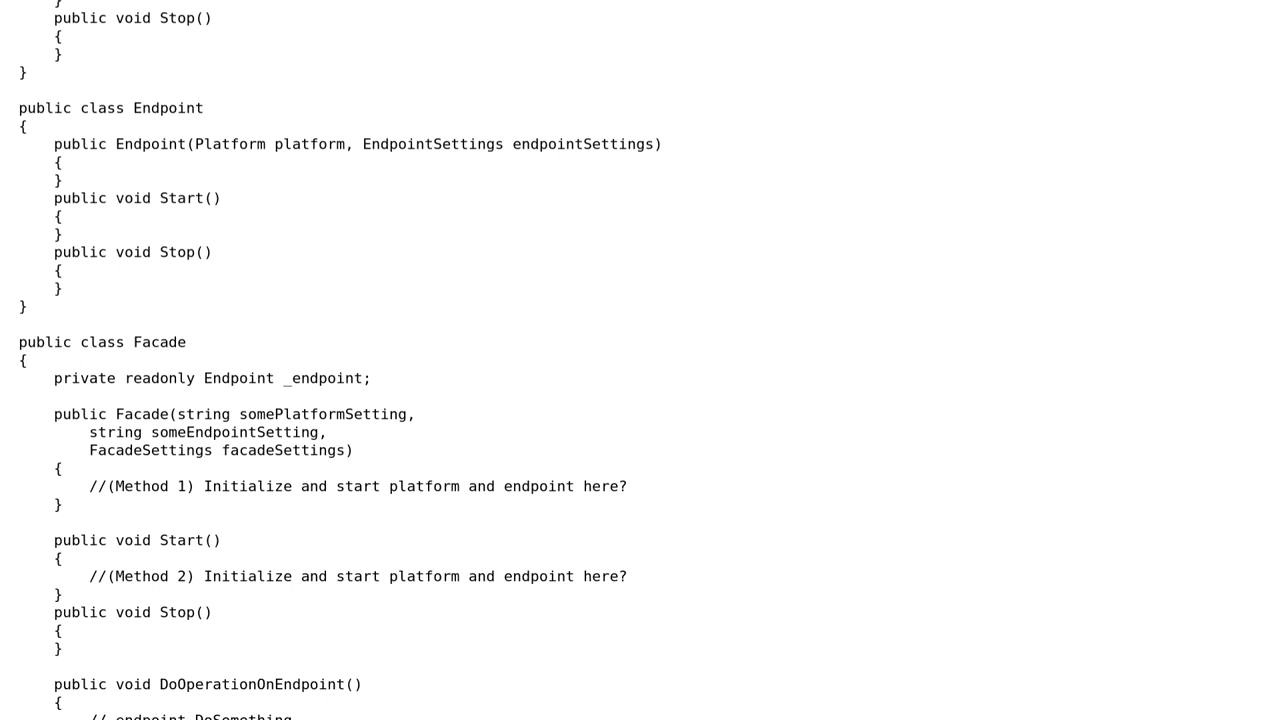 }
public void Stop()
{
}
}
public class Endpoint
{
public Endpoint(Platform platform, EndpointSettings endpointSettings)
{
}
public void Start()
{
}
public void Stop()
{
}
}
public class Facade
{
private readonly Endpoint _endpoint;
public Facade(string somePlatformSetting,
string someEndpointSetting,
FacadeSettings facadeSettings)
{
//(Method 1) Initialize and start platform and endpoint here?
}
public void Start()
{
//(Method 2) Initialize and start platform and endpoint here?
}
public void Stop()
{
}
public void DoOperationOnEndpoint()
{
// endpoint DoSomething